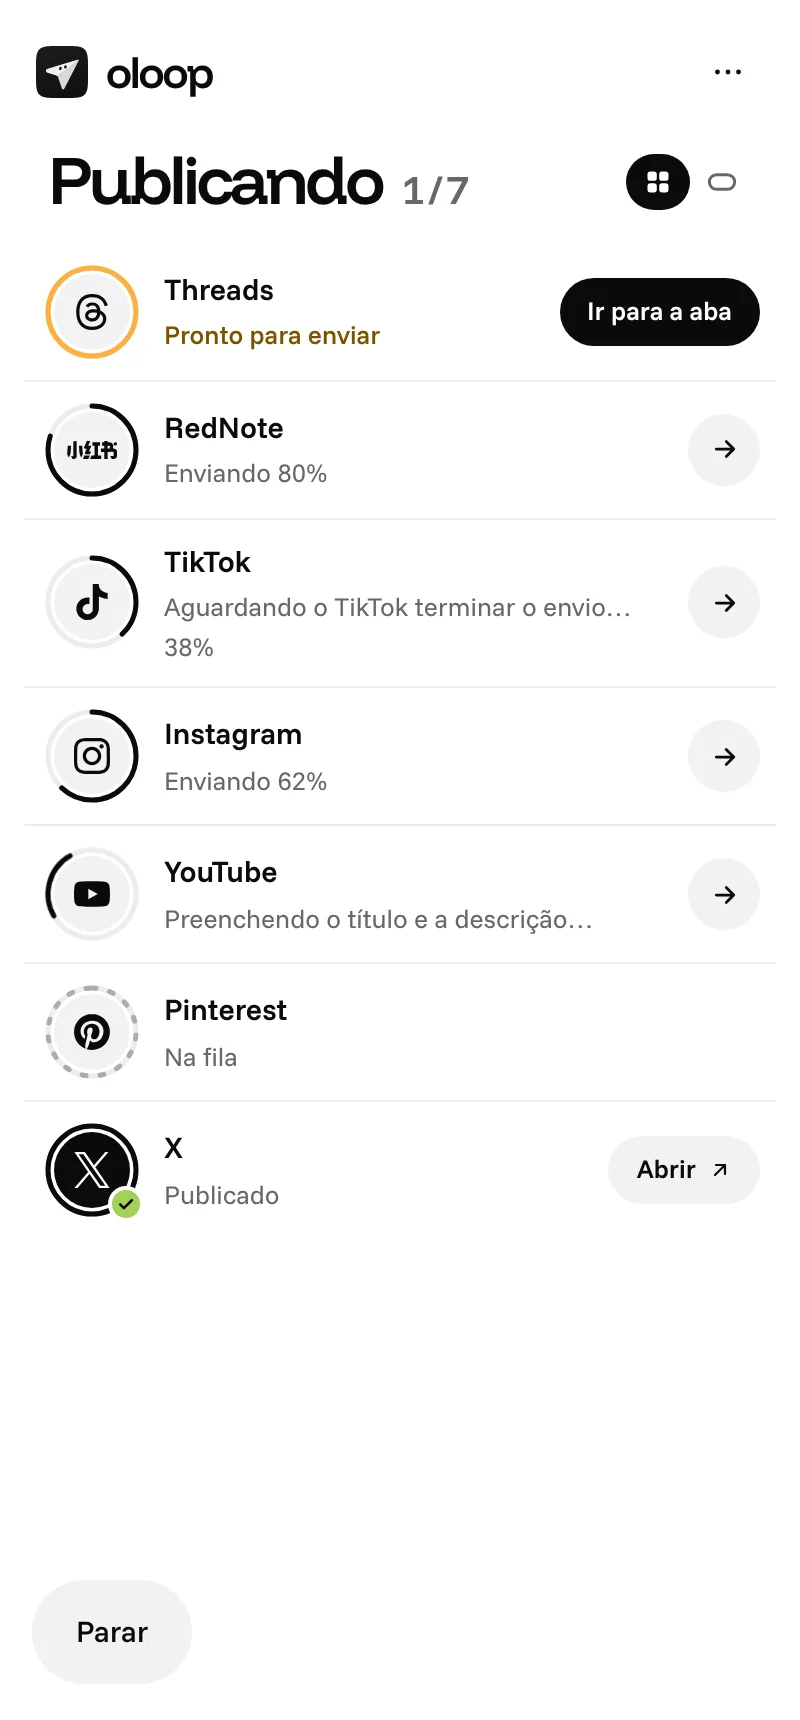 oloop
Publicando 1/7
Threads
Pronto para enviar
Ir para a aba
小红书
RedNote
Enviando 80%
TikTok
Aguardando o TikTok terminar o envio…
38%
Instagram
Enviando 62%
YouTube
Preenchendo o título e a descrição…
Pinterest
Na fila
X
Publicado
Abrir
Parar